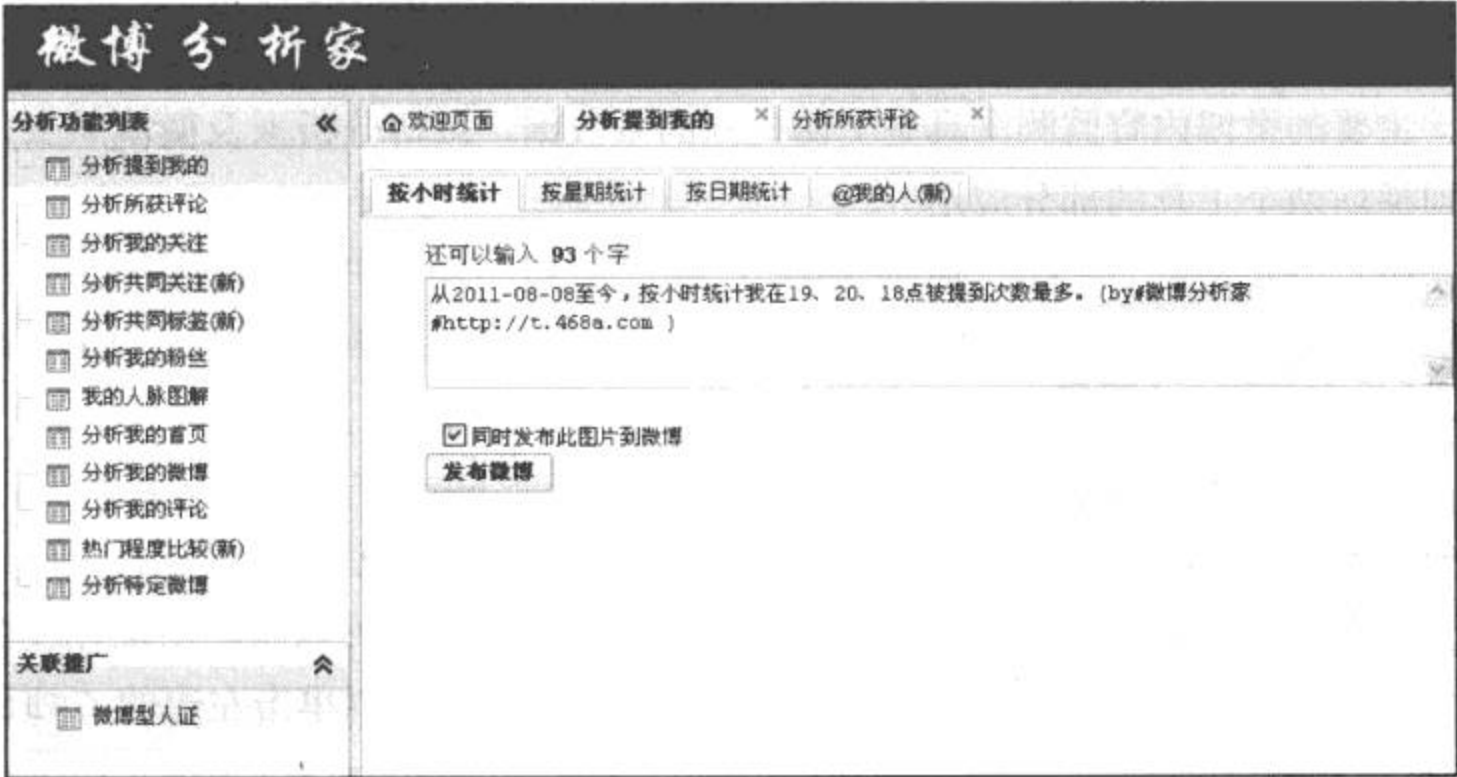 微博分析家
分析功能列表
分析提到我的
分析所获评论
分析我的关注
分析共同关注(新)
分析共同标签(新)
分析我的粉丝
我的人脉图解
分析我的首页
分析我的微博
分析我的评论
热门程度比较(新)
分析特定微博
关联推广
微博型人证
欢迎页面 分析提到我的 × 分析所获评论 ×
按小时统计 按星期统计 按日期统计 @我的人(新)
还可以输入 93 个字
从2011-08-08至今，按小时统计我在19、20、18点被提到次数最多。(by#微博分析家
#http://t.468a.com )
同时发布此图片到微博
发布微博